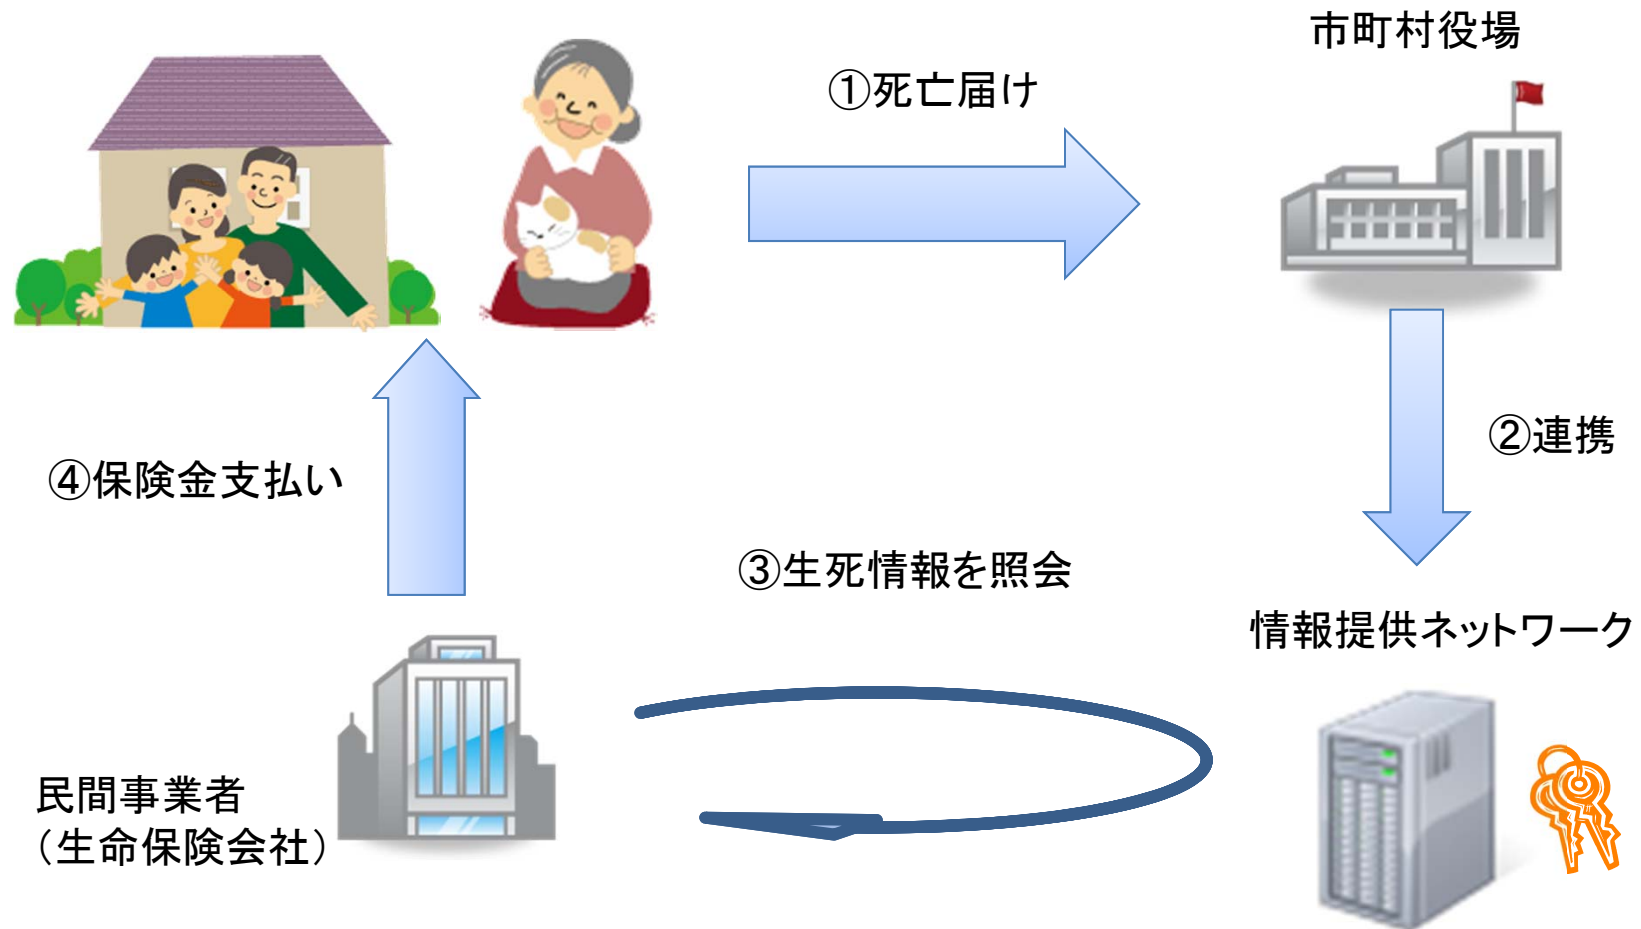 市町村役場
①死亡届け
②連携
④保険金支払い
③生死情報を照会
情報提供ネットワーク
民間事業者
（生命保険会社）